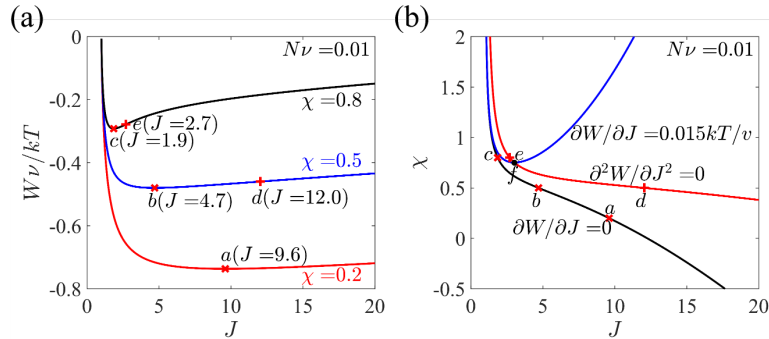 (a)
0
-0.2
-0.4
-0.6
-0.8
0
5
10
15
20
Wν/kT
J
Nν=0.01
χ=0.8
e(J=2.7)
c(J=1.9)
χ=0.5
b(J=4.7)
d(J=12.0)
a(J=9.6)
χ=0.2
(b)
2
1.5
1
0.5
0
-0.5
0
5
10
15
20
χ
J
Nν=0.01
∂W/∂J=0.015kT/v
c
e
f
∂²W/∂J²=0
b
d
a
∂W/∂J=0